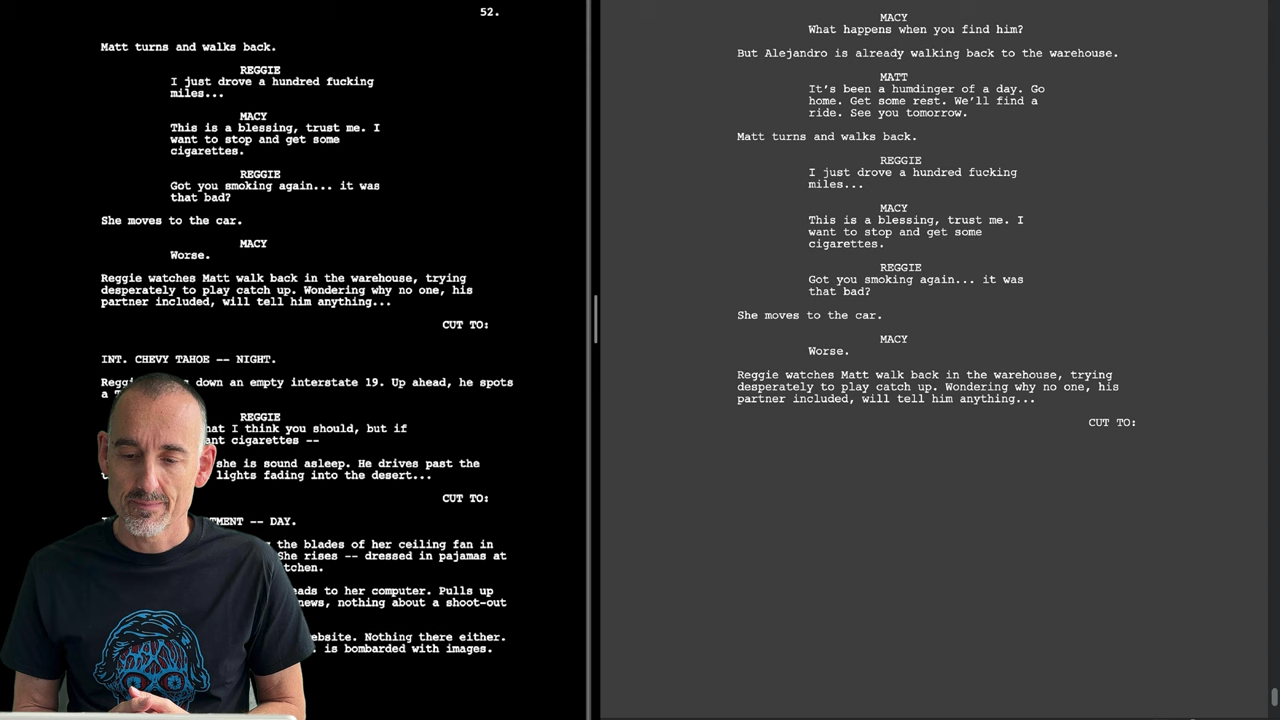 52.
Matt turns and walks back.
REGGIE
I just drove a hundred fucking
miles...
MACY
This is a blessing, trust me. I
want to stop and get some
cigarettes.
REGGIE
Got you smoking again... it was
that bad?
She moves to the car.
MACY
Worse.
Reggie watches Matt walk back in the warehouse, trying
desperately to play catch up. Wondering why no one, his
partner included, will tell him anything...
CUT TO:
INT. CHEVY TAHOE -- NIGHT.
down an empty interstate 19. Up ahead, he spots
a
REGGIE
I think you should, but if
cigarettes --
she is sound asleep. He drives past the
lights fading into the desert...
CUT TO:
-- DAY.
the blades of her ceiling fan in
She rises -- dressed in pajamas at
to her computer. Pulls up
news, nothing about a shoot-out
Nothing there either.
is bombarded with images.
MACY
What happens when you find him?
But Alejandro is already walking back to the warehouse.
MATT
It's been a humdinger of a day. Go
home. Get some rest. We'll find a
ride. See you tomorrow.
Matt turns and walks back.
REGGIE
I just drove a hundred fucking
miles...
MACY
This is a blessing, trust me. I
want to stop and get some
cigarettes.
REGGIE
Got you smoking again... it was
that bad?
She moves to the car.
MACY
Worse.
Reggie watches Matt walk back in the warehouse, trying
desperately to play catch up. Wondering why no one, his
partner included, will tell him anything...
CUT TO: